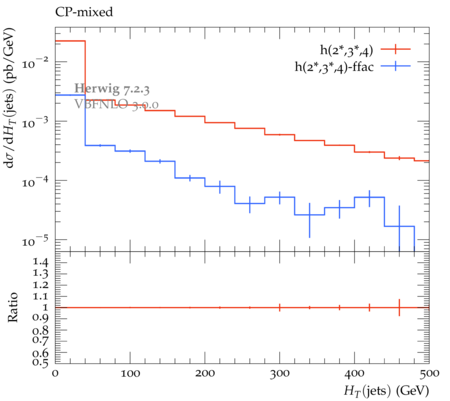 CP-mixed
dσ/dH_T(jets) (pb/GeV)
h(2*,3*,4)
h(2*,3*,4)-ffac
Herwig 7.2.3
VBFNLO 3.0.0
10^−2
10^−3
10^−4
10^−5
Ratio
1.4
1.3
1.2
1.1
1
0.9
0.8
0.7
0.6
0.5
0 100 200 300 400 500
H_T(jets) (GeV)